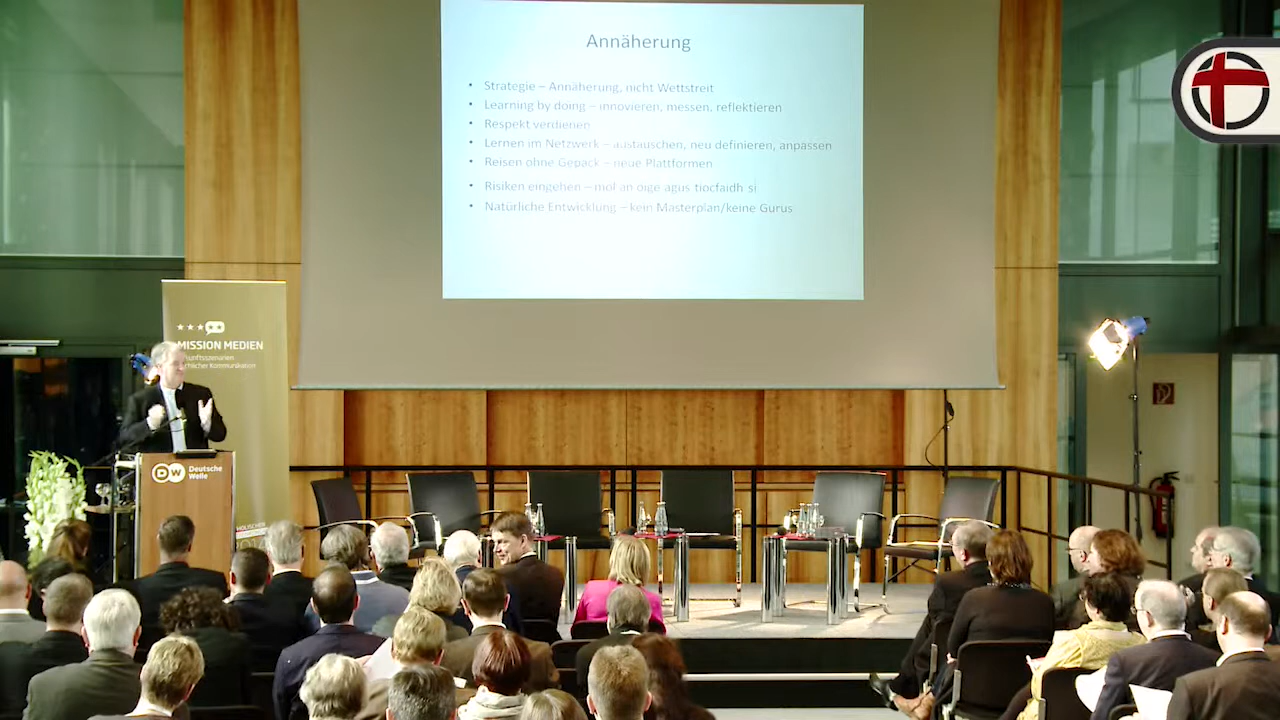 Annäherung
• Strategie – Annäherung, nicht Wettstreit
• Learning by doing – innovieren, messen, reflektieren
• Respekt verdienen
• Lernen im Netzwerk – austauschen, neu definieren, anpassen
• Reisen ohne Gepäck – neue Plattformen
• Risiken eingehen – mol an óige agus tiocfaidh sí
• Natürliche Entwicklung – kein Masterplan/keine Gurus
MISSION MEDIEN
Kommunikation
DW Deutsche
Welle